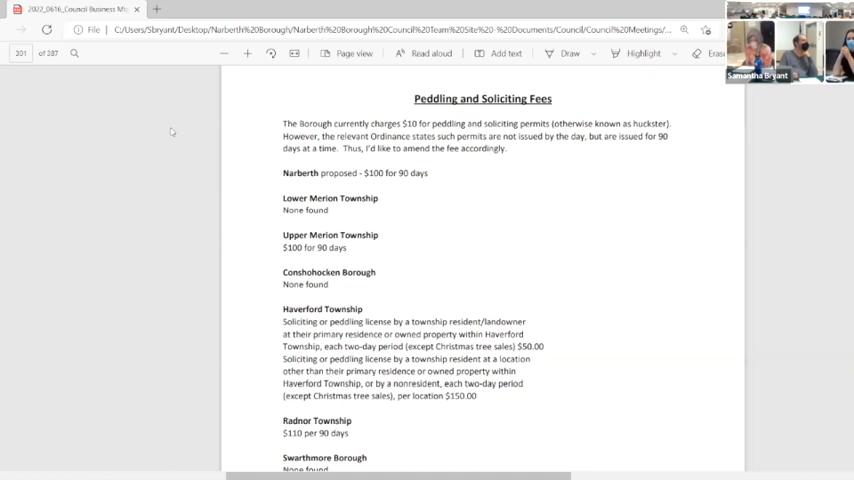 2022_0616_Council Business M
File
C:/Users/Sbryant/Desktop/Narberth%20Borough/Narberth%20Borough%20Council%20Team%20Site%20-%20Documents/Council/Council%20Meetings/...
301 of 387
Page view
Read aloud
Add text
Draw
Highlight
Eras
Samantha Bryant
Peddling and Soliciting Fees
The Borough currently charges $10 for peddling and soliciting permits (otherwise known as huckster).
However, the relevant Ordinance states such permits are not issued by the day, but are issued for 90
days at a time. Thus, I'd like to amend the fee accordingly.
Narberth proposed - $100 for 90 days
Lower Merion Township
None found
Upper Merion Township
$100 for 90 days
Conshohocken Borough
None found
Haverford Township
Soliciting or peddling license by a township resident/landowner
at their primary residence or owned property within Haverford
Township, each two-day period (except Christmas tree sales) $50.00
Soliciting or peddling license by a township resident at a location
other than their primary residence or owned property within
Haverford Township, or by a nonresident, each two-day period
(except Christmas tree sales), per location $150.00
Radnor Township
$110 per 90 days
Swarthmore Borough
None found